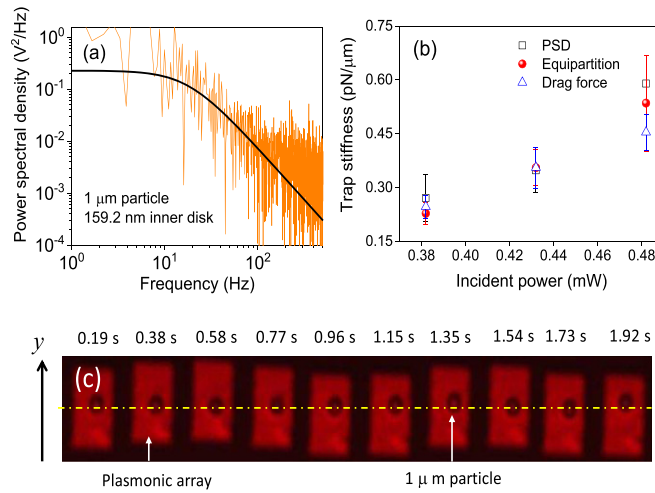 (a)
Power spectral density (V²/Hz)
10⁰
10⁻¹
10⁻²
10⁻³
10⁻⁴
1 μm particle
159.2 nm inner disk
10⁰ 10¹ 10²
Frequency (Hz)
(b)
Trap stiffness (pN/μm)
0.60
0.45
0.30
0.15
PSD
Equipartition
Drag force
0.38 0.40 0.42 0.44 0.46 0.48
Incident power (mW)
0.19 s 0.38 s 0.58 s 0.77 s 0.96 s 1.15 s 1.35 s 1.54 s 1.73 s 1.92 s
y
(c)
Plasmonic array
1 μ m particle